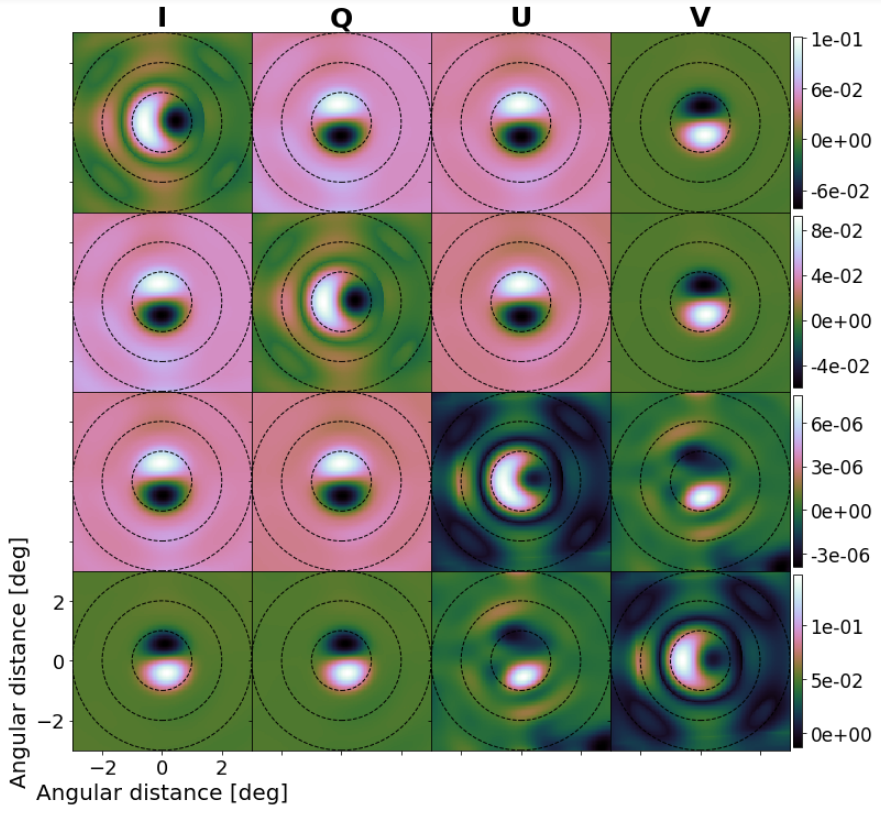 I Q U V
1e-01
6e-02
0e+00
-6e-02
8e-02
4e-02
0e+00
-4e-02
6e-06
3e-06
0e+00
-3e-06
1e-01
5e-02
0e+00
2
0
−2
Angular distance [deg]
−2 0 2
Angular distance [deg]